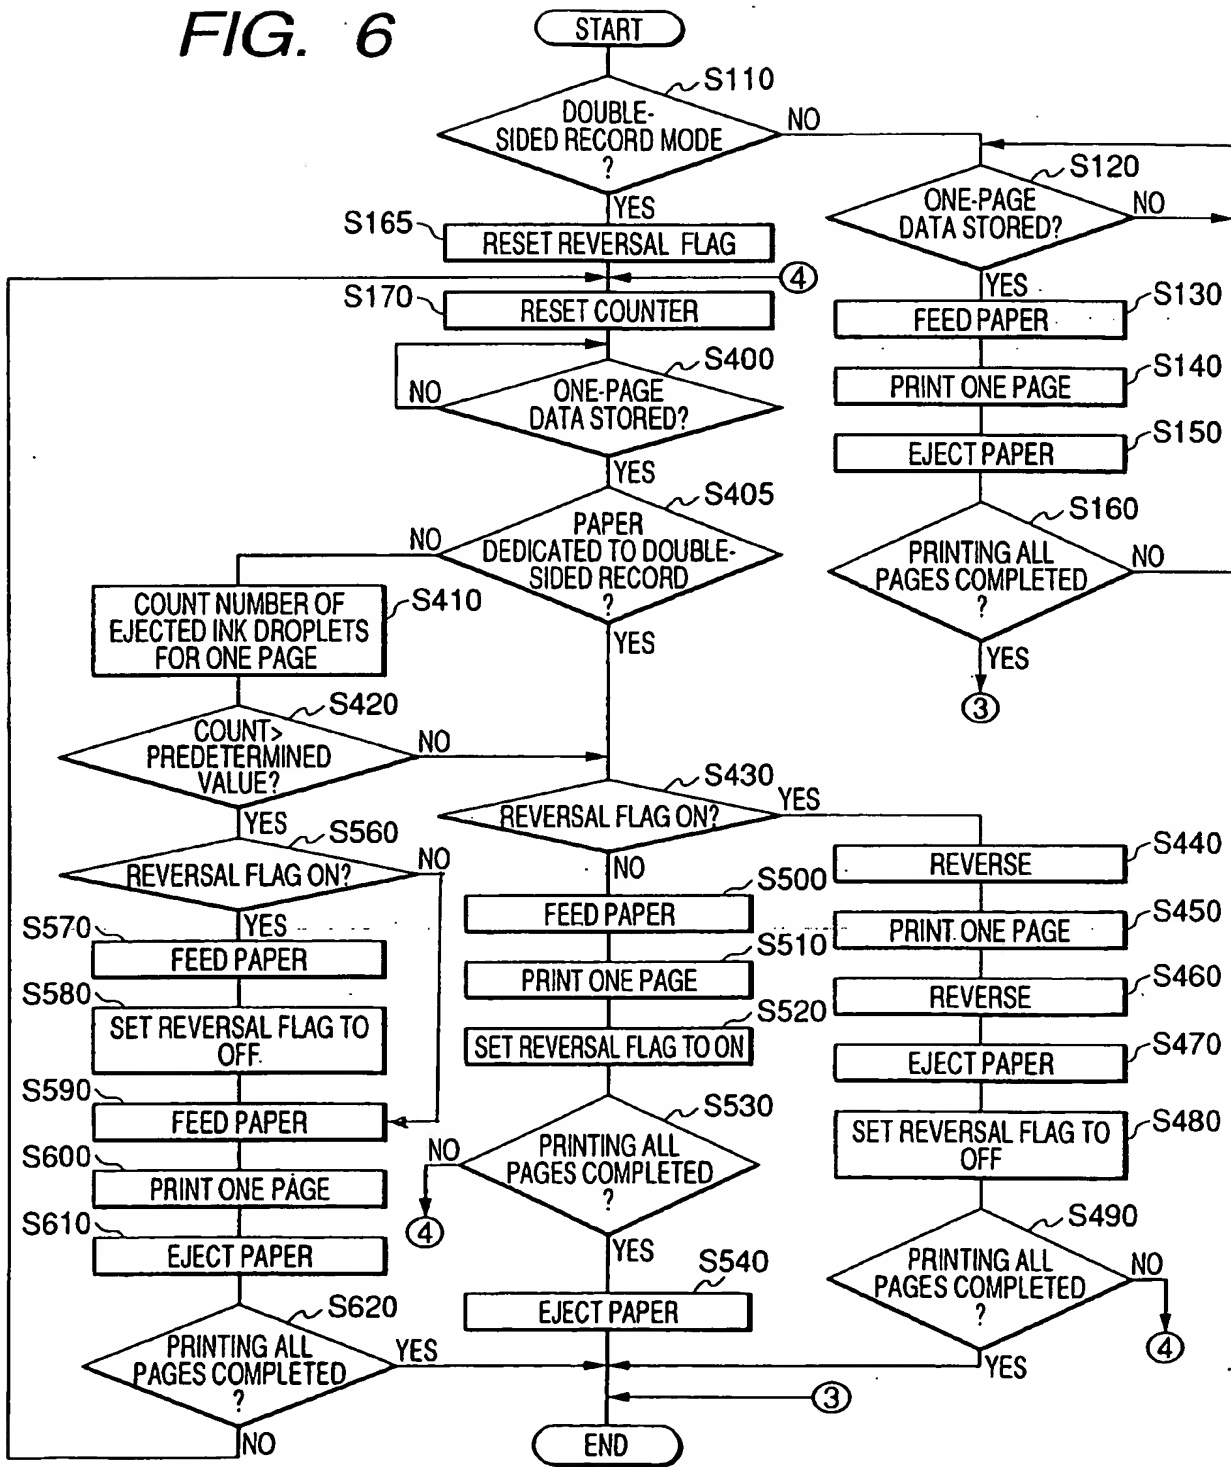 FIG. 6
START
S110
DOUBLE-
SIDED RECORD MODE
?
NO
YES
S165
RESET REVERSAL FLAG
4
S170
RESET COUNTER
S400
ONE-PAGE
DATA STORED?
NO
YES
S405
PAPER
DEDICATED TO DOUBLE-
SIDED RECORD
?
NO
YES
S120
ONE-PAGE
DATA STORED?
NO
YES
S130
FEED PAPER
S140
PRINT ONE PAGE
S150
EJECT PAPER
S160
PRINTING ALL
PAGES COMPLETED
?
NO
YES
3
S410
COUNT NUMBER OF
EJECTED INK DROPLETS
FOR ONE PAGE
S420
COUNT>
PREDETERMINED
VALUE?
NO
YES
S560
REVERSAL FLAG ON?
NO
YES
S570
FEED PAPER
S580
SET REVERSAL FLAG TO
OFF.
S590
FEED PAPER
S600
PRINT ONE PAGE
S610
EJECT PAPER
S620
PRINTING ALL
PAGES COMPLETED
?
YES
NO
S430
REVERSAL FLAG ON?
YES
NO
S500
FEED PAPER
S510
PRINT ONE PAGE
S520
SET REVERSAL FLAG TO ON
S530
PRINTING ALL
PAGES COMPLETED
?
NO
4
YES
S540
EJECT PAPER
S440
REVERSE
S450
PRINT ONE PAGE
S460
REVERSE
S470
EJECT PAPER
S480
SET REVERSAL FLAG TO
OFF
S490
PRINTING ALL
PAGES COMPLETED
?
NO
4
YES
3
END